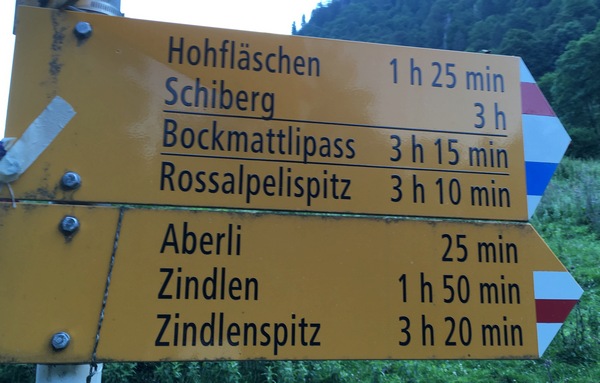 Hohfläschen 1 h 25 min
Schiberg 3 h
Bockmattlipass 3 h 15 min
Rossalpelispitz 3 h 10 min
Aberli 25 min
Zindlen 1 h 50 min
Zindlenspitz 3 h 20 min